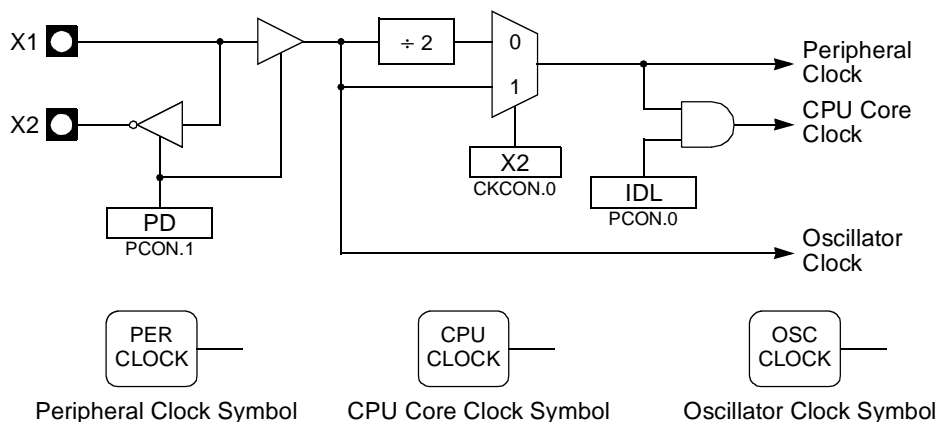 X1
÷ 2
0
Peripheral
Clock
1
X2
CPU Core
Clock
X2
CKCON.0
IDL
PCON.0
PD
PCON.1
Oscillator
Clock
PER
CLOCK
CPU
CLOCK
OSC
CLOCK
Peripheral Clock Symbol
CPU Core Clock Symbol
Oscillator Clock Symbol